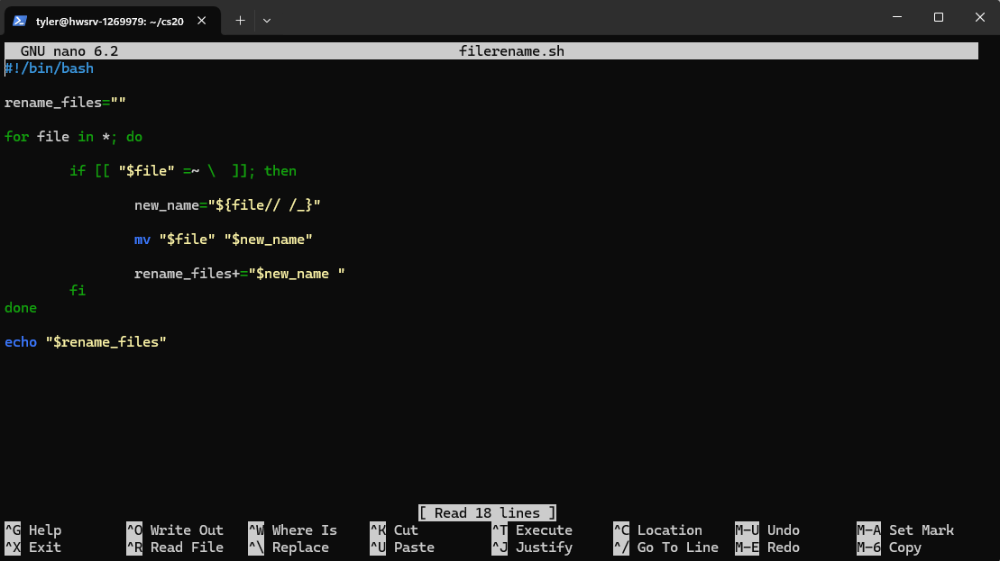 tyler@hwsrv-1269979: ~/cs20
GNU nano 6.2 filerename.sh
#!/bin/bash
rename_files=""
for file in *; do
if [[ "$file" =~ \  ]]; then
new_name="${file// /_}"
mv "$file" "$new_name"
rename_files+="$new_name "
fi
done
echo "$rename_files"
[ Read 18 lines ]
^G Help ^O Write Out ^W Where Is ^K Cut ^T Execute ^C Location M-U Undo M-A Set Mark
^X Exit ^R Read File ^\ Replace ^U Paste ^J Justify ^/ Go To Line M-E Redo M-6 Copy